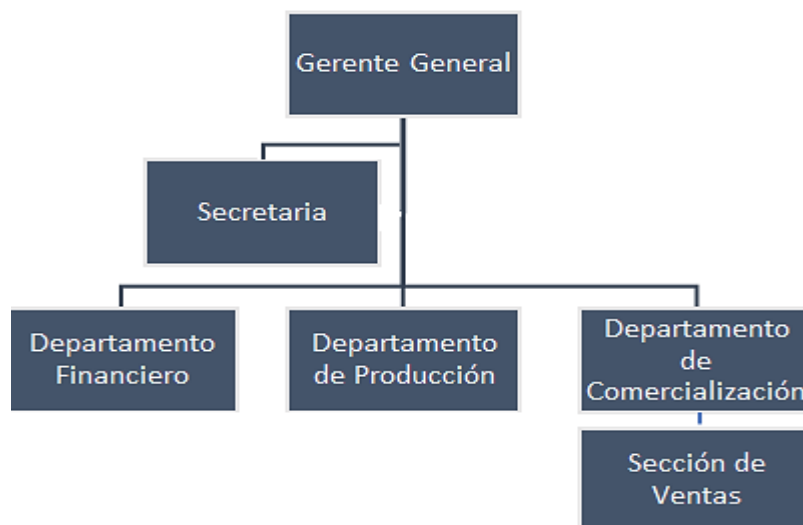 Gerente General
Secretaria
Departamento
Financiero
Departamento
de Producción
Departamento
de
Comercialización
Sección de
Ventas